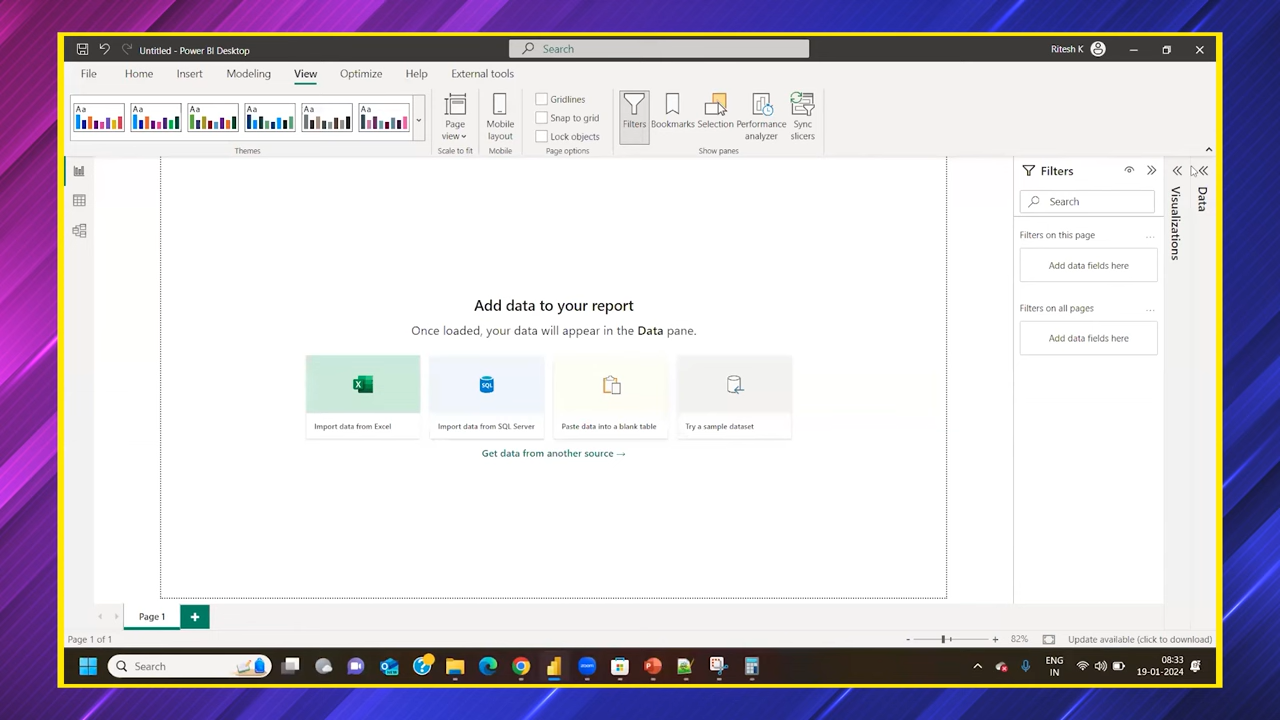 Untitled - Power BI Desktop
Search
Ritesh K
File
Home
Insert
Modeling
View
Optimize
Help
External tools
Aa
Aa
Aa
Aa
Aa
Aa
Themes
Page
view
Scale to fit
Mobile
layout
Mobile
Gridlines
Snap to grid
Lock objects
Page options
Filters
Bookmarks
Selection
Performance
analyzer
Sync
slicers
Show panes
Filters
Search
Filters on this page
...
Add data fields here
Filters on all pages
...
Add data fields here
Visualizations
Data
Add data to your report
Once loaded, your data will appear in the Data pane.
SQL
Import data from Excel
Import data from SQL Server
Paste data into a blank table
Try a sample dataset
Get data from another source →
Page 1
+
Page 1 of 1
- + 82%
Update available (click to download)
Search
zoom
ENG
IN
08:33
19-01-2024